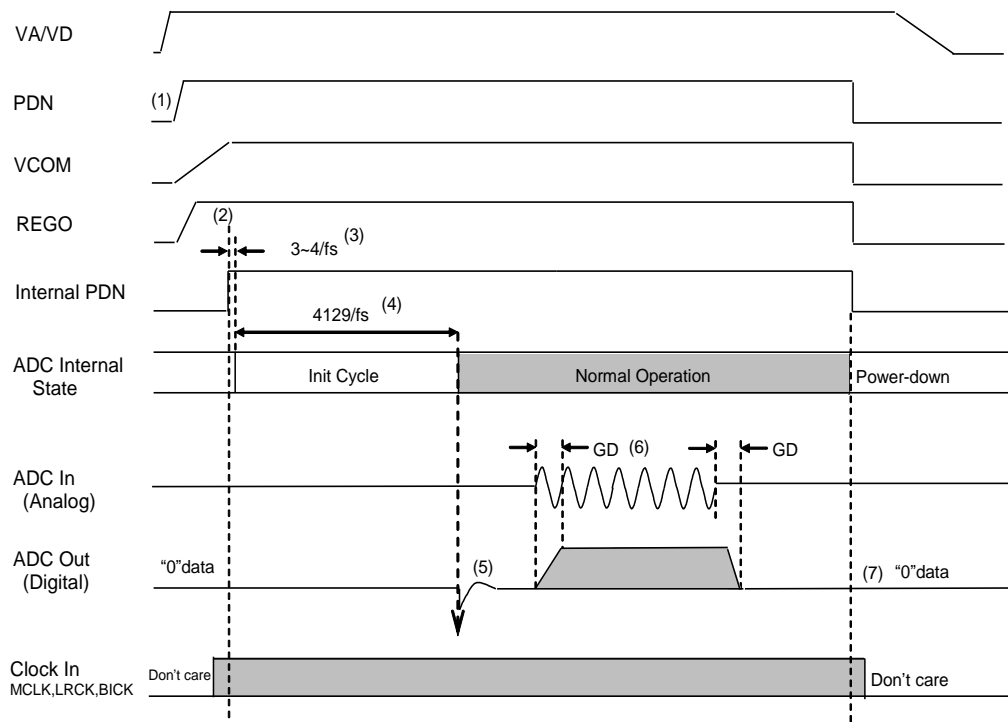 VA/VD
PDN
(1)
VCOM
REGO
(2)
3~4/fs (3)
Internal PDN
4129/fs (4)
ADC Internal
State
Init Cycle
Normal Operation
Power-down
GD (6)
GD
ADC In
(Analog)
ADC Out
(Digital)
“0”data
(5)
(7) “0”data
Clock In
MCLK,LRCK,BICK
Don’t care
Don’t care